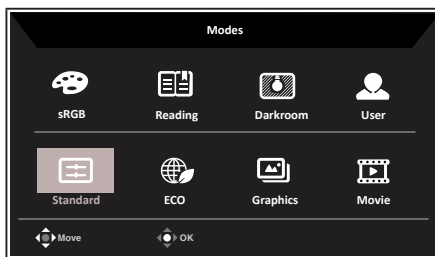 Modes
sRGB Reading Darkroom User
Standard ECO Graphics Movie
Move OK